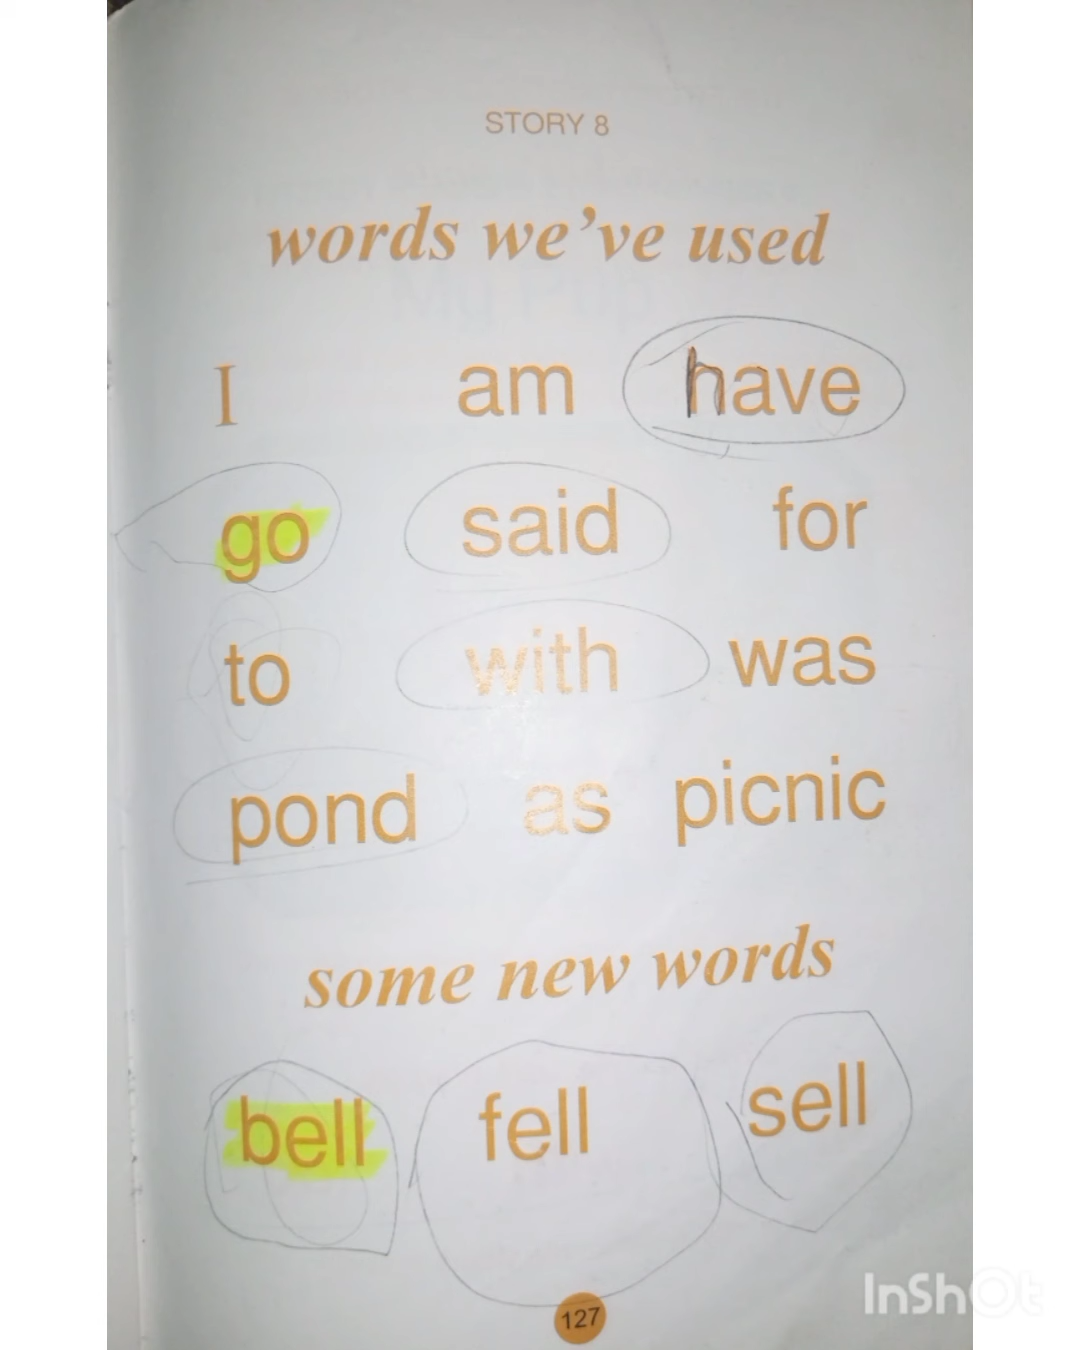 STORY 8
words we've used
I am have
go said for
to with was
pond as picnic
some new words
bell fell sell
127
InShOt